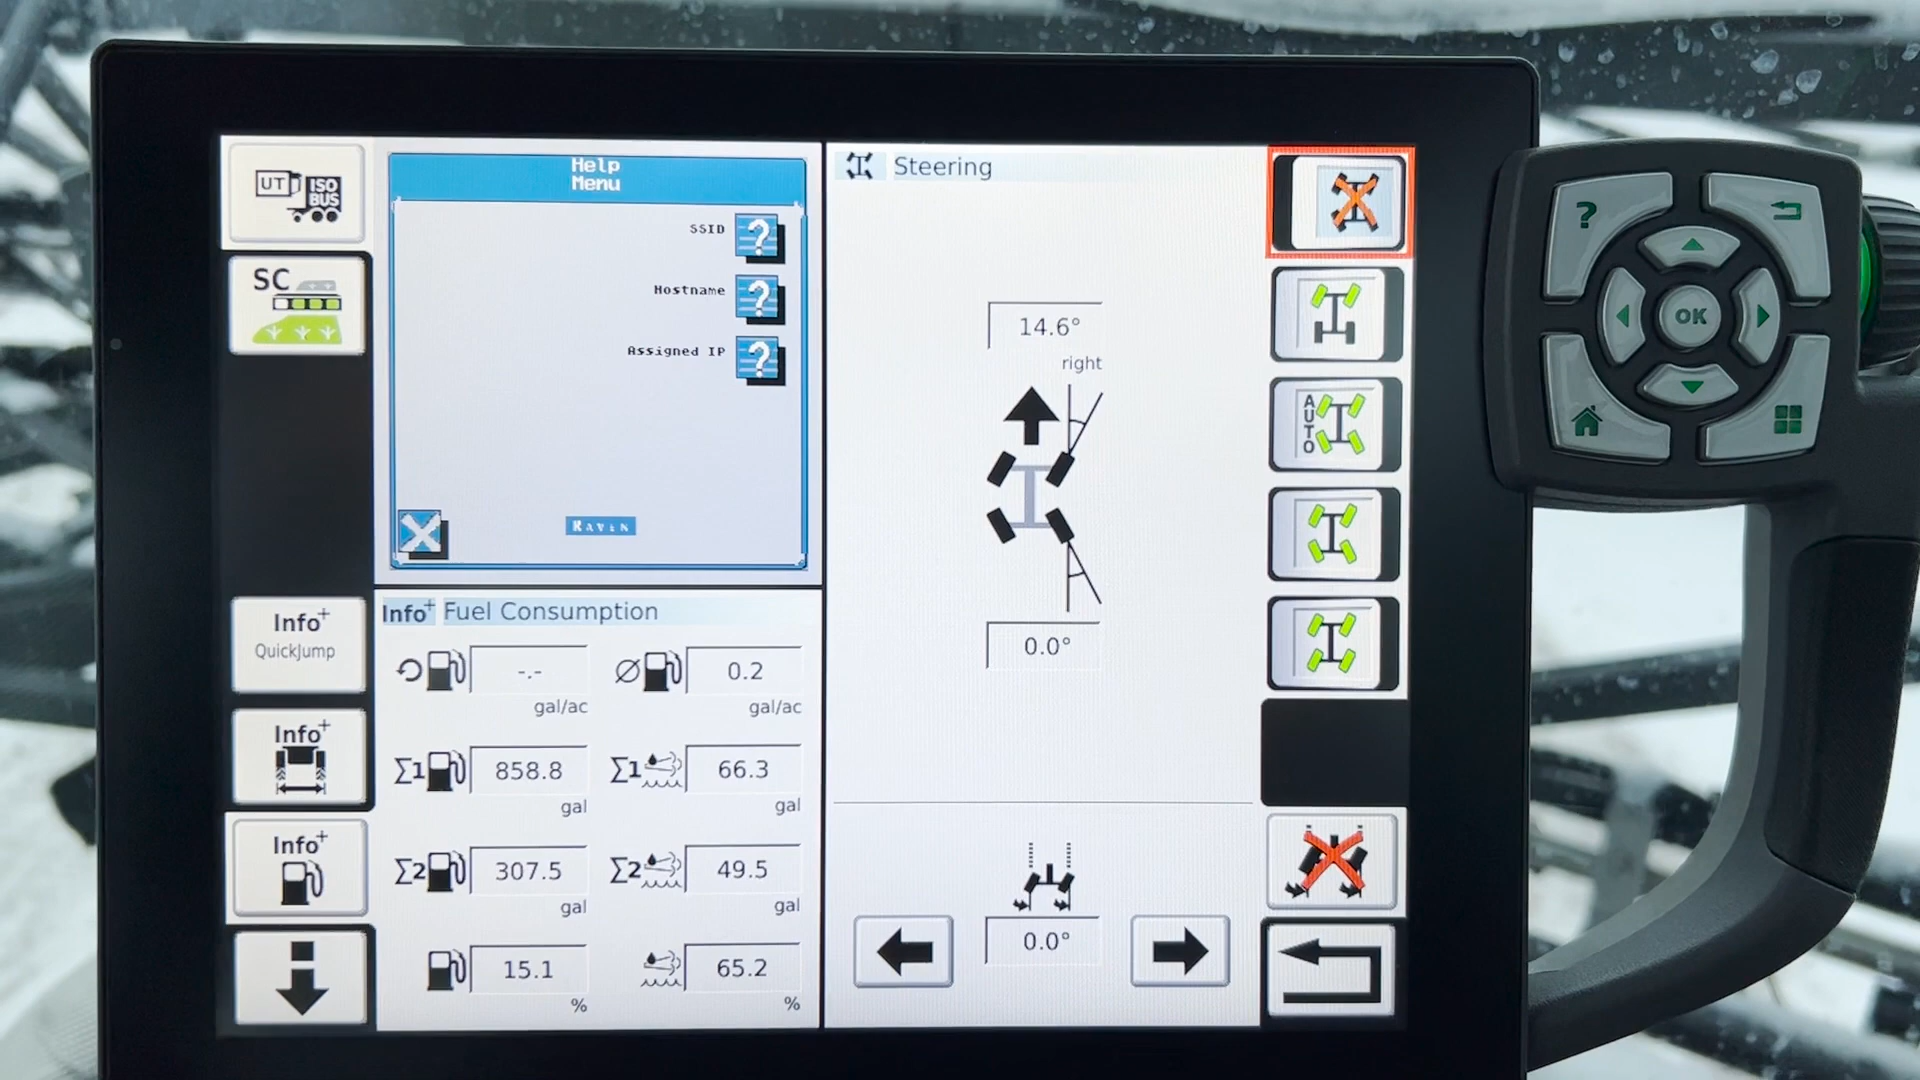 UT ISO
BUS
SC
Info+
QuickJump
Info+
Info+
Help
Menu
SSID ?
Hostname ?
Assigned IP ?
RAVEN
Info+ Fuel Consumption
-.-
gal/ac
Ø 0.2
gal/ac
Σ1 858.8
gal
Σ1 66.3
gal
Σ2 307.5
gal
Σ2 49.5
gal
15.1
%
65.2
%
Steering
14.6°
right
0.0°
0.0°
AUTO
?
OK